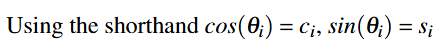 Using the shorthand cos(θᵢ) = cᵢ, sin(θᵢ) = sᵢ